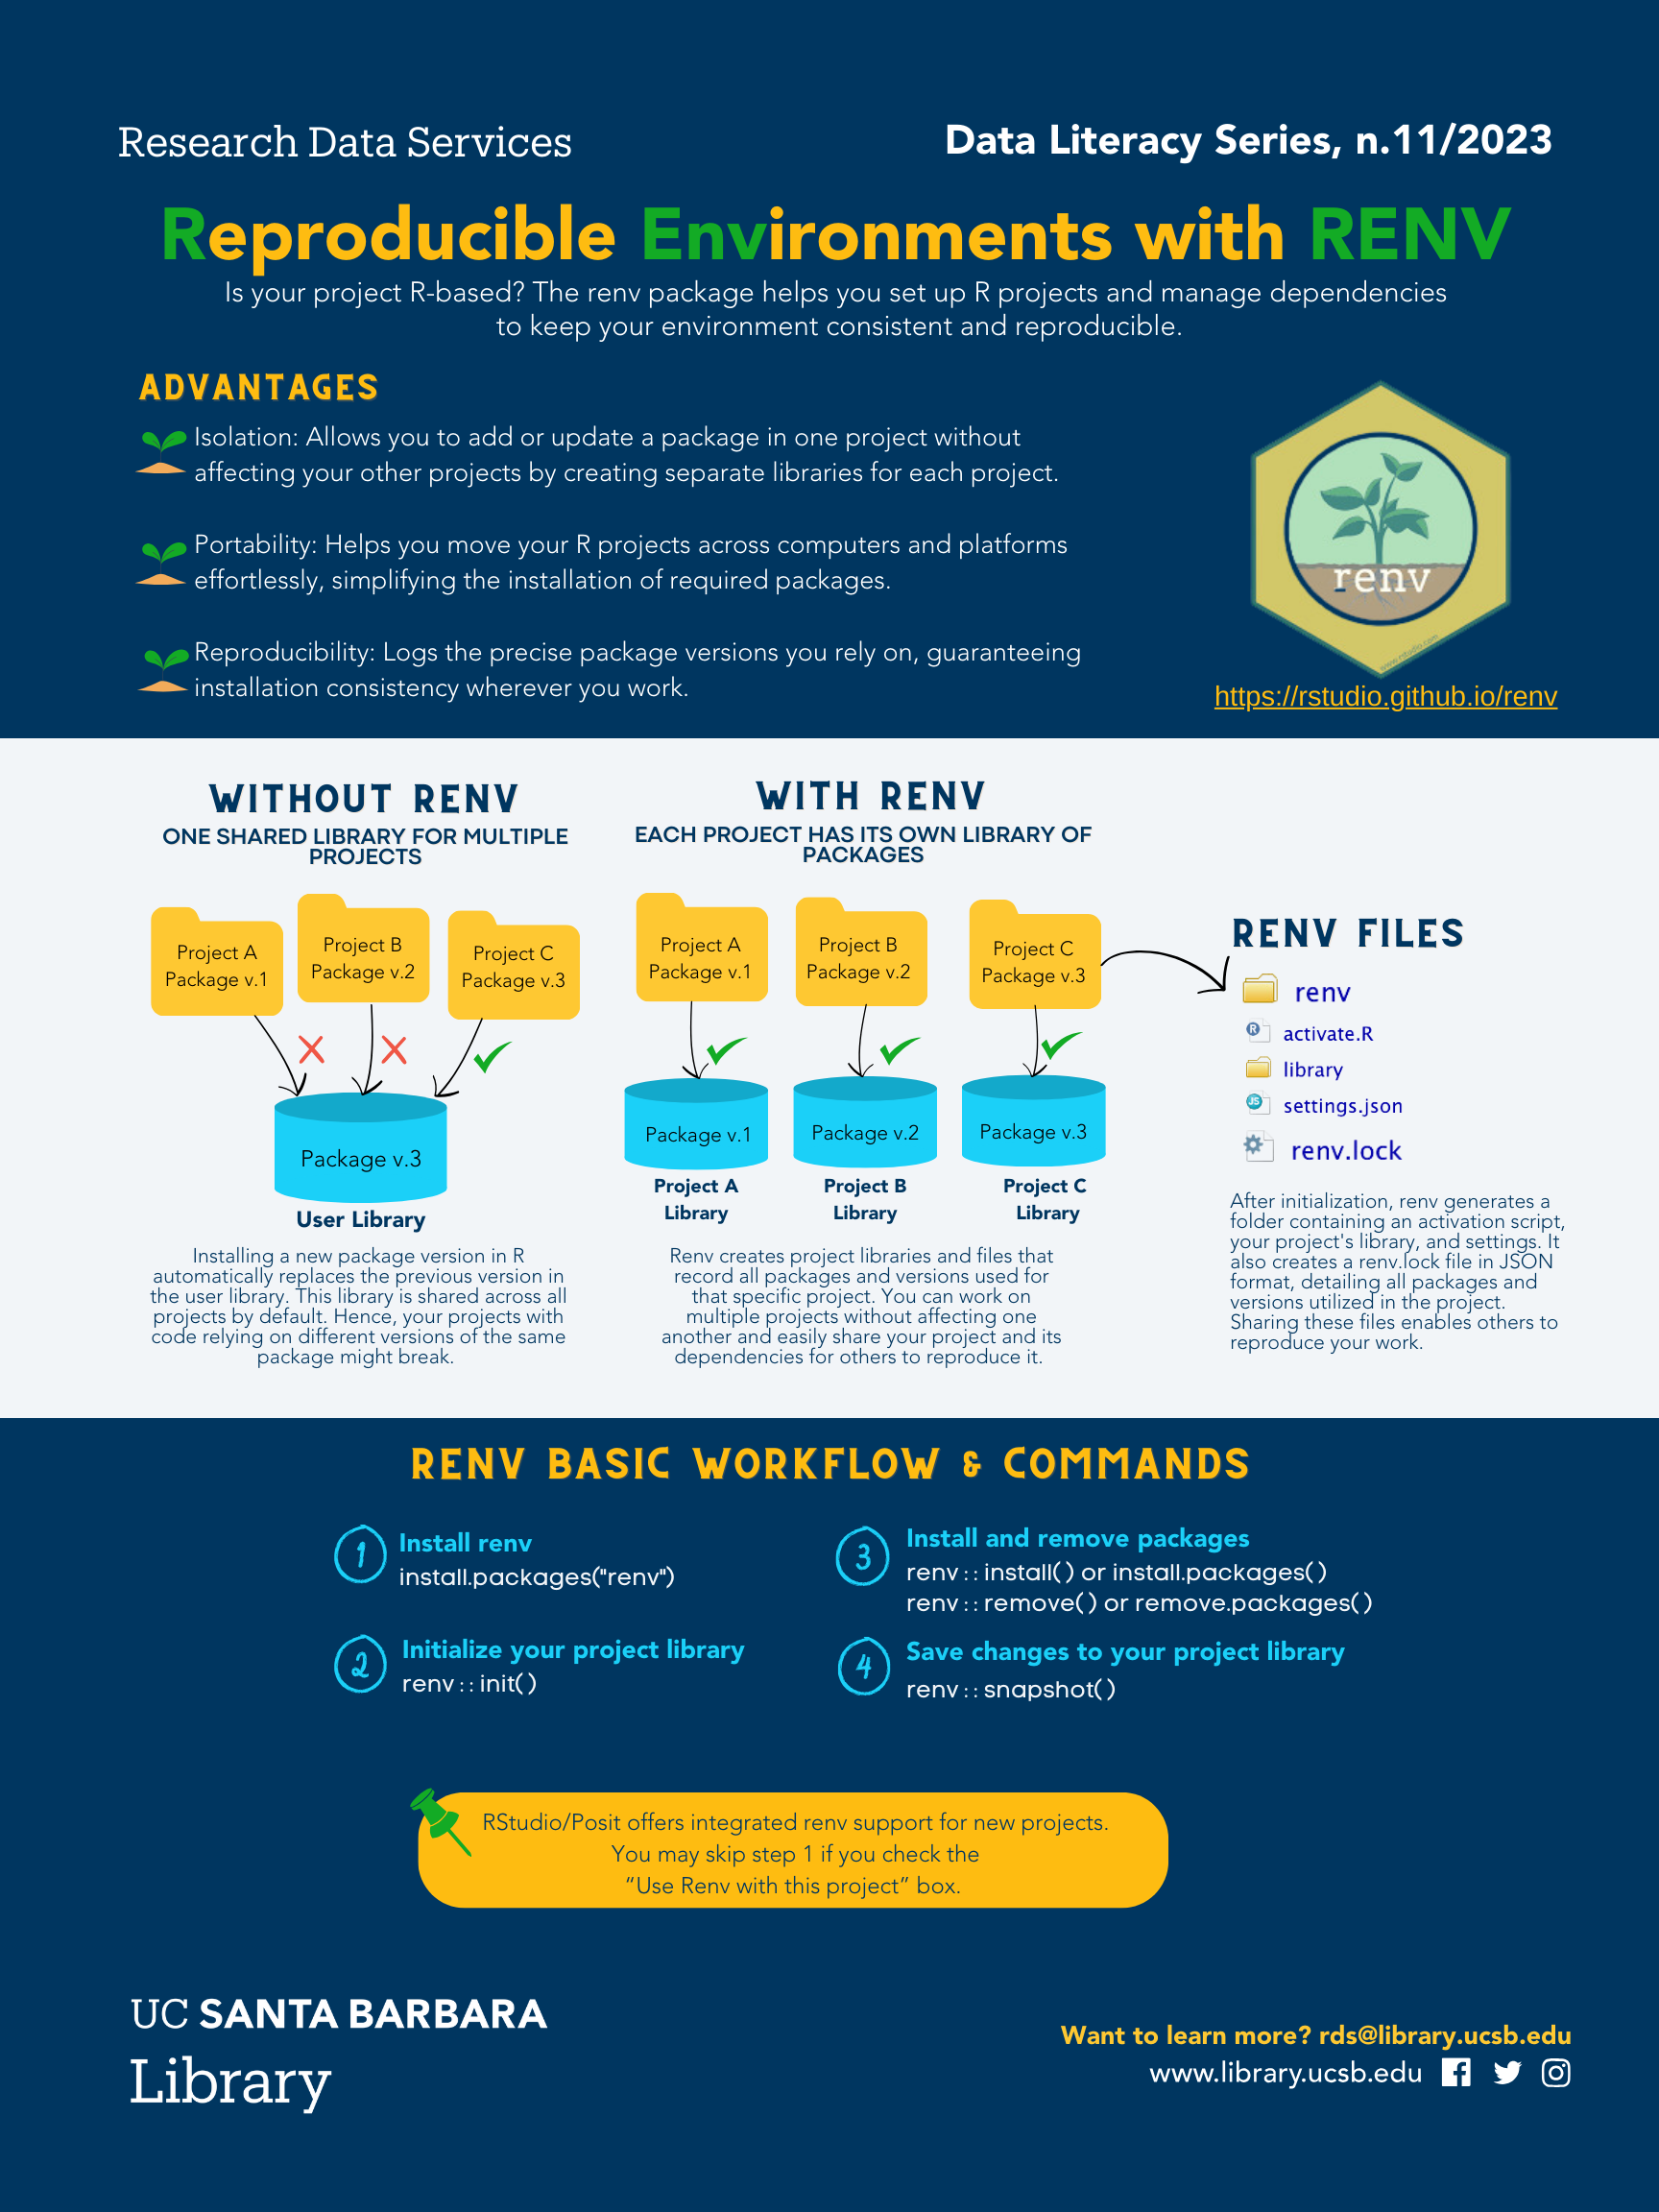 Research Data Services
Data Literacy Series, n.11/2023
Reproducible Environments with RENV
Is your project R-based? The renv package helps you set up R projects and manage dependencies
to keep your environment consistent and reproducible.
ADVANTAGES
Isolation: Allows you to add or update a package in one project without
affecting your other projects by creating separate libraries for each project.
Portability: Helps you move your R projects across computers and platforms
effortlessly, simplifying the installation of required packages.
Reproducibility: Logs the precise package versions you rely on, guaranteeing
installation consistency wherever you work.
renv
www.rstudio.com
https://rstudio.github.io/renv
WITHOUT RENV
ONE SHARED LIBRARY FOR MULTIPLE
PROJECTS
Project A
Package v.1
Project B
Package v.2
Project C
Package v.3
Package v.3
User Library
Installing a new package version in R
automatically replaces the previous version in
the user library. This library is shared across all
projects by default. Hence, your projects with
code relying on different versions of the same
package might break.
WITH RENV
EACH PROJECT HAS ITS OWN LIBRARY OF
PACKAGES
Project A
Package v.1
Project B
Package v.2
Project C
Package v.3
Package v.1
Package v.2
Package v.3
Project A
Library
Project B
Library
Project C
Library
Renv creates project libraries and files that
record all packages and versions used for
that specific project. You can work on
multiple projects without affecting one
another and easily share your project and its
dependencies for others to reproduce it.
RENV FILES
renv
R
activate.R
library
JS
settings.json
renv.lock
After initialization, renv generates a
folder containing an activation script,
your project's library, and settings. It
also creates a renv.lock file in JSON
format, detailing all packages and
versions utilized in the project.
Sharing these files enables others to
reproduce your work.
RENV BASIC WORKFLOW & COMMANDS
1
Install renv
install.packages("renv")
2
Initialize your project library
renv::init()
3
Install and remove packages
renv::install() or install.packages()
renv::remove() or remove.packages()
4
Save changes to your project library
renv::snapshot()
RStudio/Posit offers integrated renv support for new projects.
You may skip step 1 if you check the
“Use Renv with this project” box.
UC SANTA BARBARA
Library
Want to learn more? rds@library.ucsb.edu
www.library.ucsb.edu